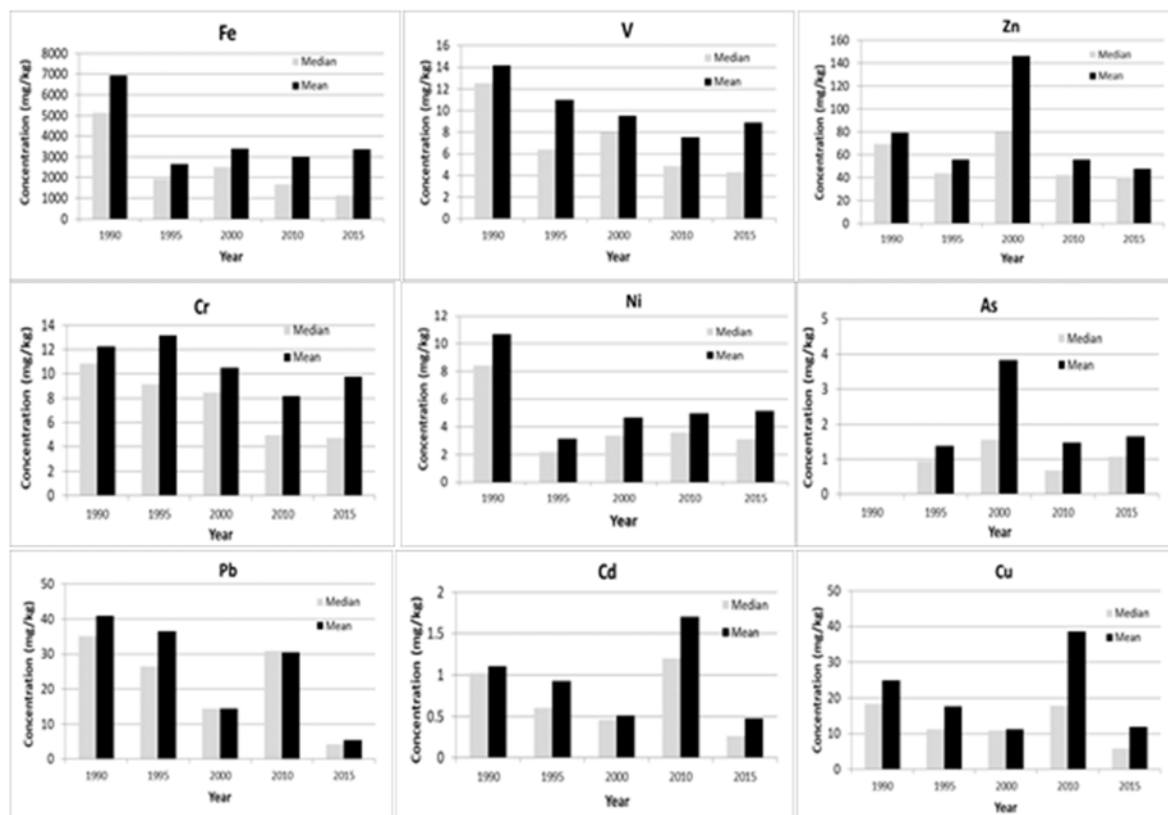 Fe
Concentration (mg/kg)
8000
7000
6000
5000
4000
3000
2000
1000
0
Median
Mean
1990 1995 2000 2010 2015
Year
V
Concentration (mg/kg)
16
14
12
10
8
6
4
2
0
Median
Mean
1990 1995 2000 2010 2015
Year
Zn
Concentration (mg/kg)
160
140
120
100
80
60
40
20
0
Median
Mean
1990 1995 2000 2010 2015
Year
Cr
Concentration (mg/kg)
14
12
10
8
6
4
2
0
Median
Mean
1990 1995 2000 2010 2015
Year
Ni
Concentration (mg/kg)
12
10
8
6
4
2
0
Median
Mean
1990 1995 2000 2010 2015
Year
As
Concentration (mg/kg)
5
4
3
2
1
0
Median
Mean
1990 1995 2000 2010 2015
Year
Pb
Concentration (mg/kg)
50
40
30
20
10
0
Median
Mean
1990 1995 2000 2010 2015
Year
Cd
Concentration (mg/kg)
2
1.5
1
0.5
0
Median
Mean
1990 1995 2000 2010 2015
Year
Cu
Concentration (mg/kg)
50
40
30
20
10
0
Median
Mean
1990 1995 2000 2010 2015
Year